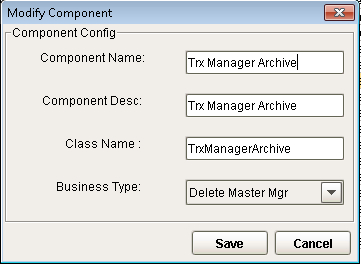 Modify Component
Component Config
Component Name: Trx Manager Archive
Component Desc: Trx Manager Archive
Class Name : TrxManagerArchive
Business Type: Delete Master Mgr
Save Cancel